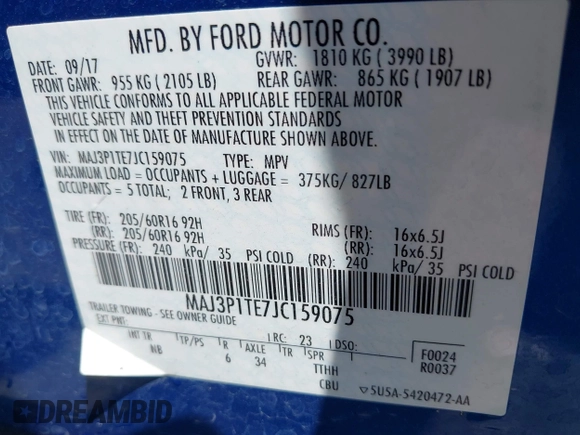 MFD. BY FORD MOTOR CO.
DATE: 09/17 GVWR: 1810 KG ( 3990 LB)
FRONT GAWR: 955 KG ( 2105 LB) REAR GAWR: 865 KG ( 1907 LB)
THIS VEHICLE CONFORMS TO ALL APPLICABLE FEDERAL MOTOR
VEHICLE SAFETY AND THEFT PREVENTION STANDARDS
IN EFFECT ON THE DATE OF MANUFACTURE SHOWN ABOVE.
VIN: MAJ3P1TE7JC159075 TYPE: MPV
MAXIMUM LOAD = OCCUPANTS + LUGGAGE = 375KG/ 827LB
OCCUPANTS = 5 TOTAL; 2 FRONT, 3 REAR
TIRE (FR): 205/60R16 92H RIMS (FR): 16x6.5J
(RR): 205/60R16 92H (RR): 16x6.5J
PRESSURE (FR): 240 kPa/ 35 PSI COLD (RR): 240 kPa/ 35 PSI COLD
MAJ3P1TE7JC159075
TRAILER TOWING - SEE OWNER GUIDE
EXT PNT: RC: 23 DSO:
INT TR TP/PS R AXLE TR SPR F0024
NB 6 34 TTHH R0037
CBU 5U5A-5420472-AA
DREAMBID